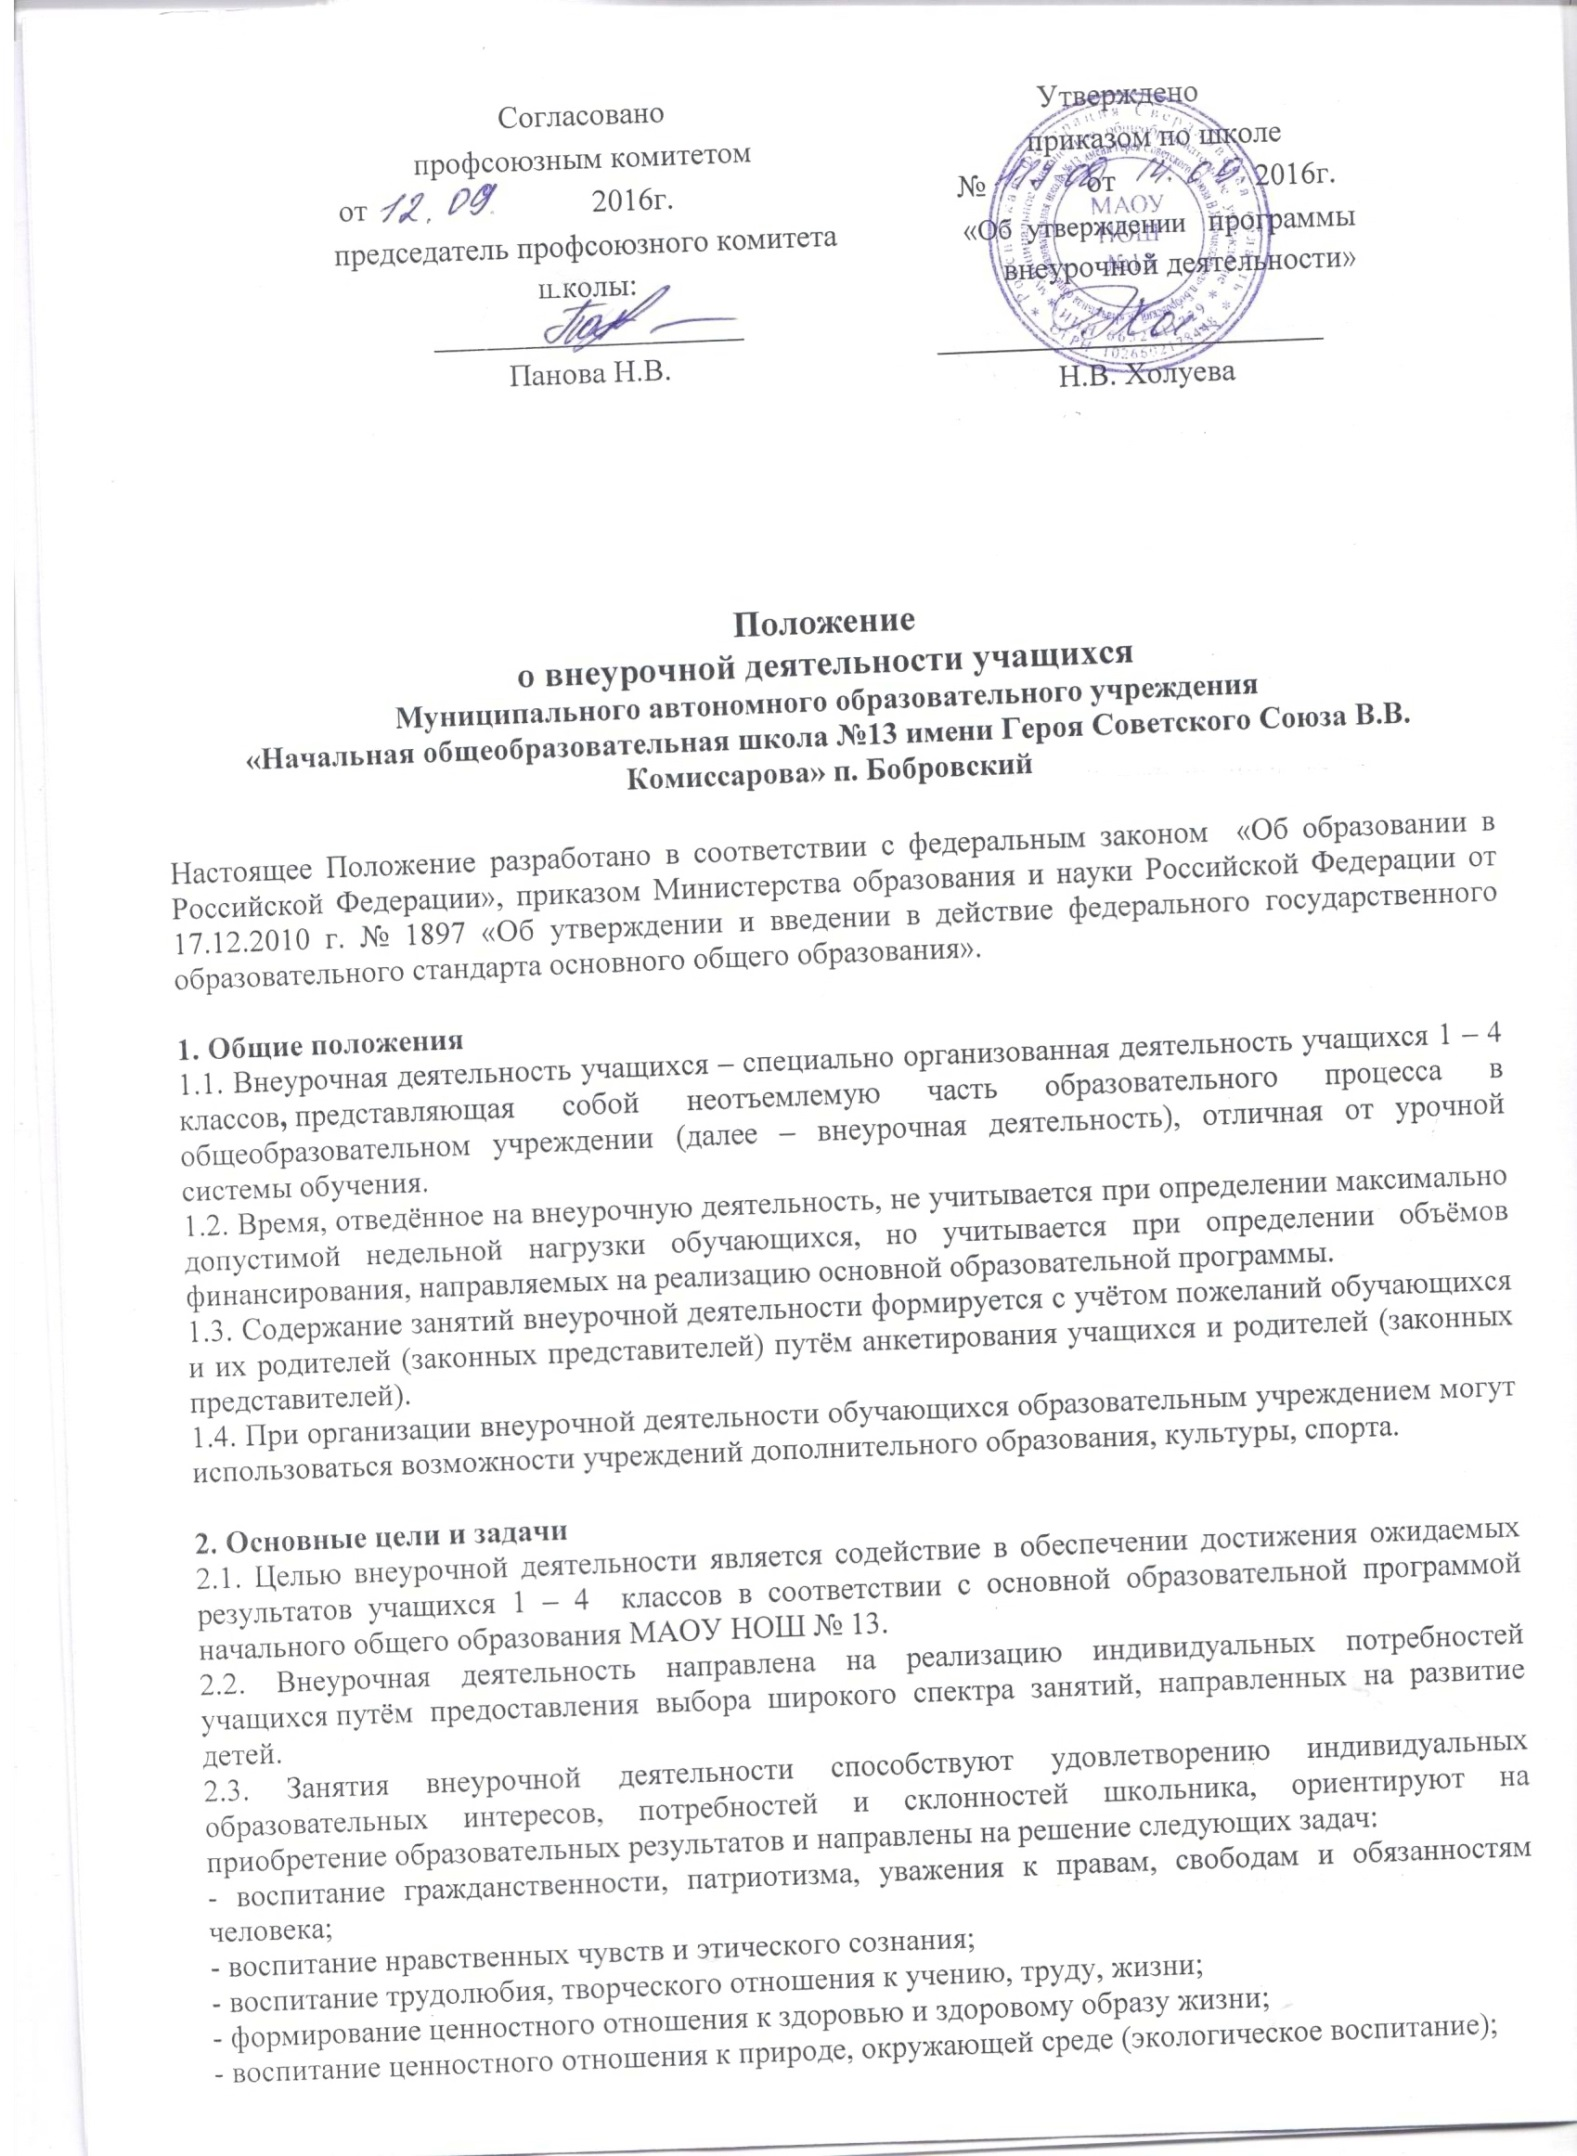 Согласовано
профсоюзным комитетом
от 12.09. 2016г.
председатель профсоюзного комитета
школы:
Панова Н.В.
Утверждено
приказом по школе
№ от 14.09 2016г.
«Об утверждении программы
внеурочной деятельности»
МАОУ
НОШ
№13
Н.В. Холуева
Положение
о внеурочной деятельности учащихся
Муниципального автономного образовательного учреждения
«Начальная общеобразовательная школа №13 имени Героя Советского Союза В.В.
Комиссарова» п. Бобровский
Настоящее Положение разработано в соответствии с федеральным законом «Об образовании в
Российской Федерации», приказом Министерства образования и науки Российской Федерации от
17.12.2010 г. № 1897 «Об утверждении и введении в действие федерального государственного
образовательного стандарта основного общего образования».
1. Общие положения
1.1. Внеурочная деятельность учащихся – специально организованная деятельность учащихся 1 – 4
классов, представляющая собой неотъемлемую часть образовательного процесса в
общеобразовательном учреждении (далее – внеурочная деятельность), отличная от урочной
системы обучения.
1.2. Время, отведённое на внеурочную деятельность, не учитывается при определении максимально
допустимой недельной нагрузки обучающихся, но учитывается при определении объёмов
финансирования, направляемых на реализацию основной образовательной программы.
1.3. Содержание занятий внеурочной деятельности формируется с учётом пожеланий обучающихся
и их родителей (законных представителей) путём анкетирования учащихся и родителей (законных
представителей).
1.4. При организации внеурочной деятельности обучающихся образовательным учреждением могут
использоваться возможности учреждений дополнительного образования, культуры, спорта.
2. Основные цели и задачи
2.1. Целью внеурочной деятельности является содействие в обеспечении достижения ожидаемых
результатов учащихся 1 – 4 классов в соответствии с основной образовательной программой
начального общего образования МАОУ НОШ № 13.
2.2. Внеурочная деятельность направлена на реализацию индивидуальных потребностей
учащихся путём предоставления выбора широкого спектра занятий, направленных на развитие
детей.
2.3. Занятия внеурочной деятельности способствуют удовлетворению индивидуальных
образовательных интересов, потребностей и склонностей школьника, ориентируют на
приобретение образовательных результатов и направлены на решение следующих задач:
- воспитание гражданственности, патриотизма, уважения к правам, свободам и обязанностям
человека;
- воспитание нравственных чувств и этического сознания;
- воспитание трудолюбия, творческого отношения к учению, труду, жизни;
- формирование ценностного отношения к здоровью и здоровому образу жизни;
- воспитание ценностного отношения к природе, окружающей среде (экологическое воспитание);